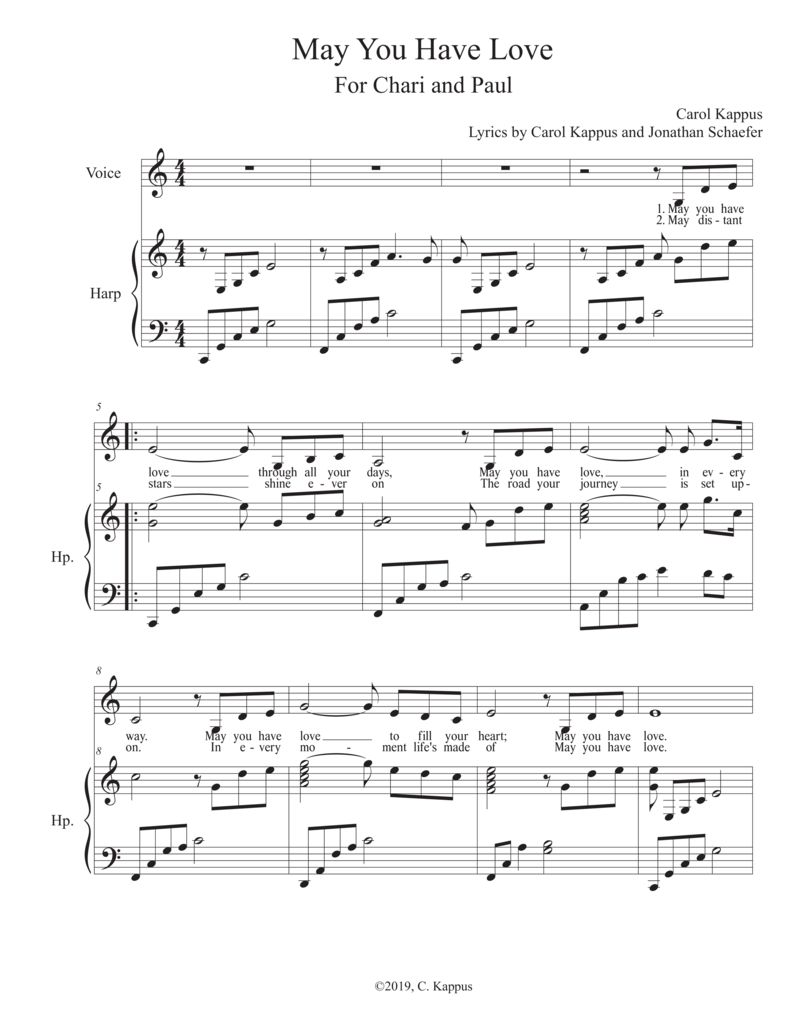 May You Have Love
For Chari and Paul
Carol Kappus
Lyrics by Carol Kappus and Jonathan Schaefer
Voice
1. May you have
2. May dis - tant
Harp
5
love through all your days, May you have love, in ev - ery
stars shine e - ver on The road your journey is set up-
5
Hp.
8
way. May you have love to fill your heart; May you have love.
on. In e - very mo - ment life's made of May you have love.
8
Hp.
©2019, C. Kappus